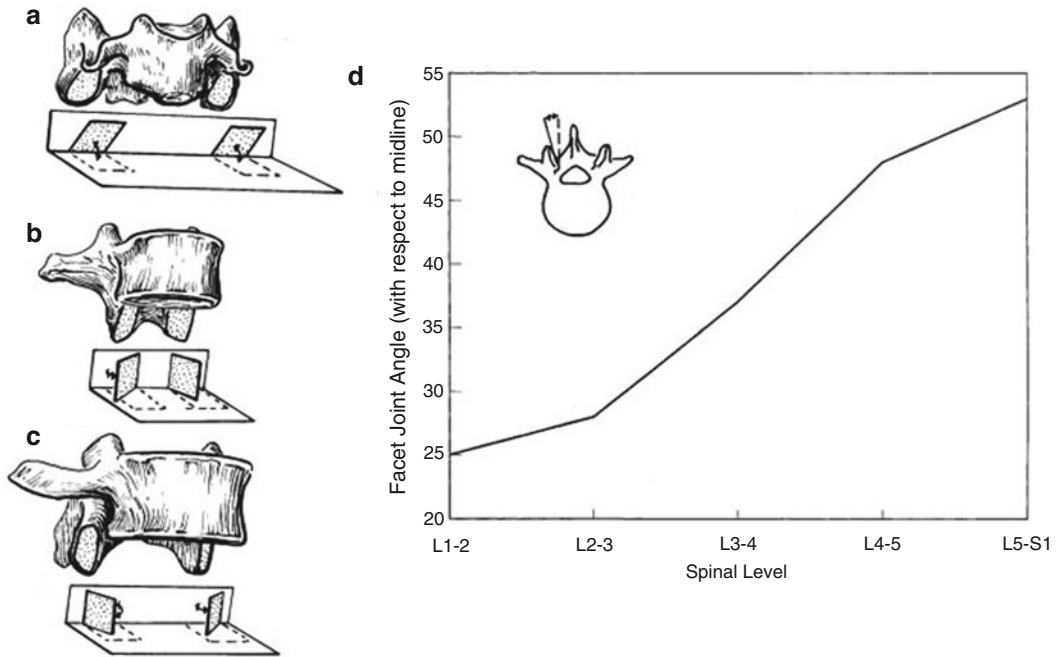 a
b
c
d
Facet Joint Angle (with respect to midline)
55
50
45
40
35
30
25
20
L1-2 L2-3 L3-4 L4-5 L5-S1
Spinal Level